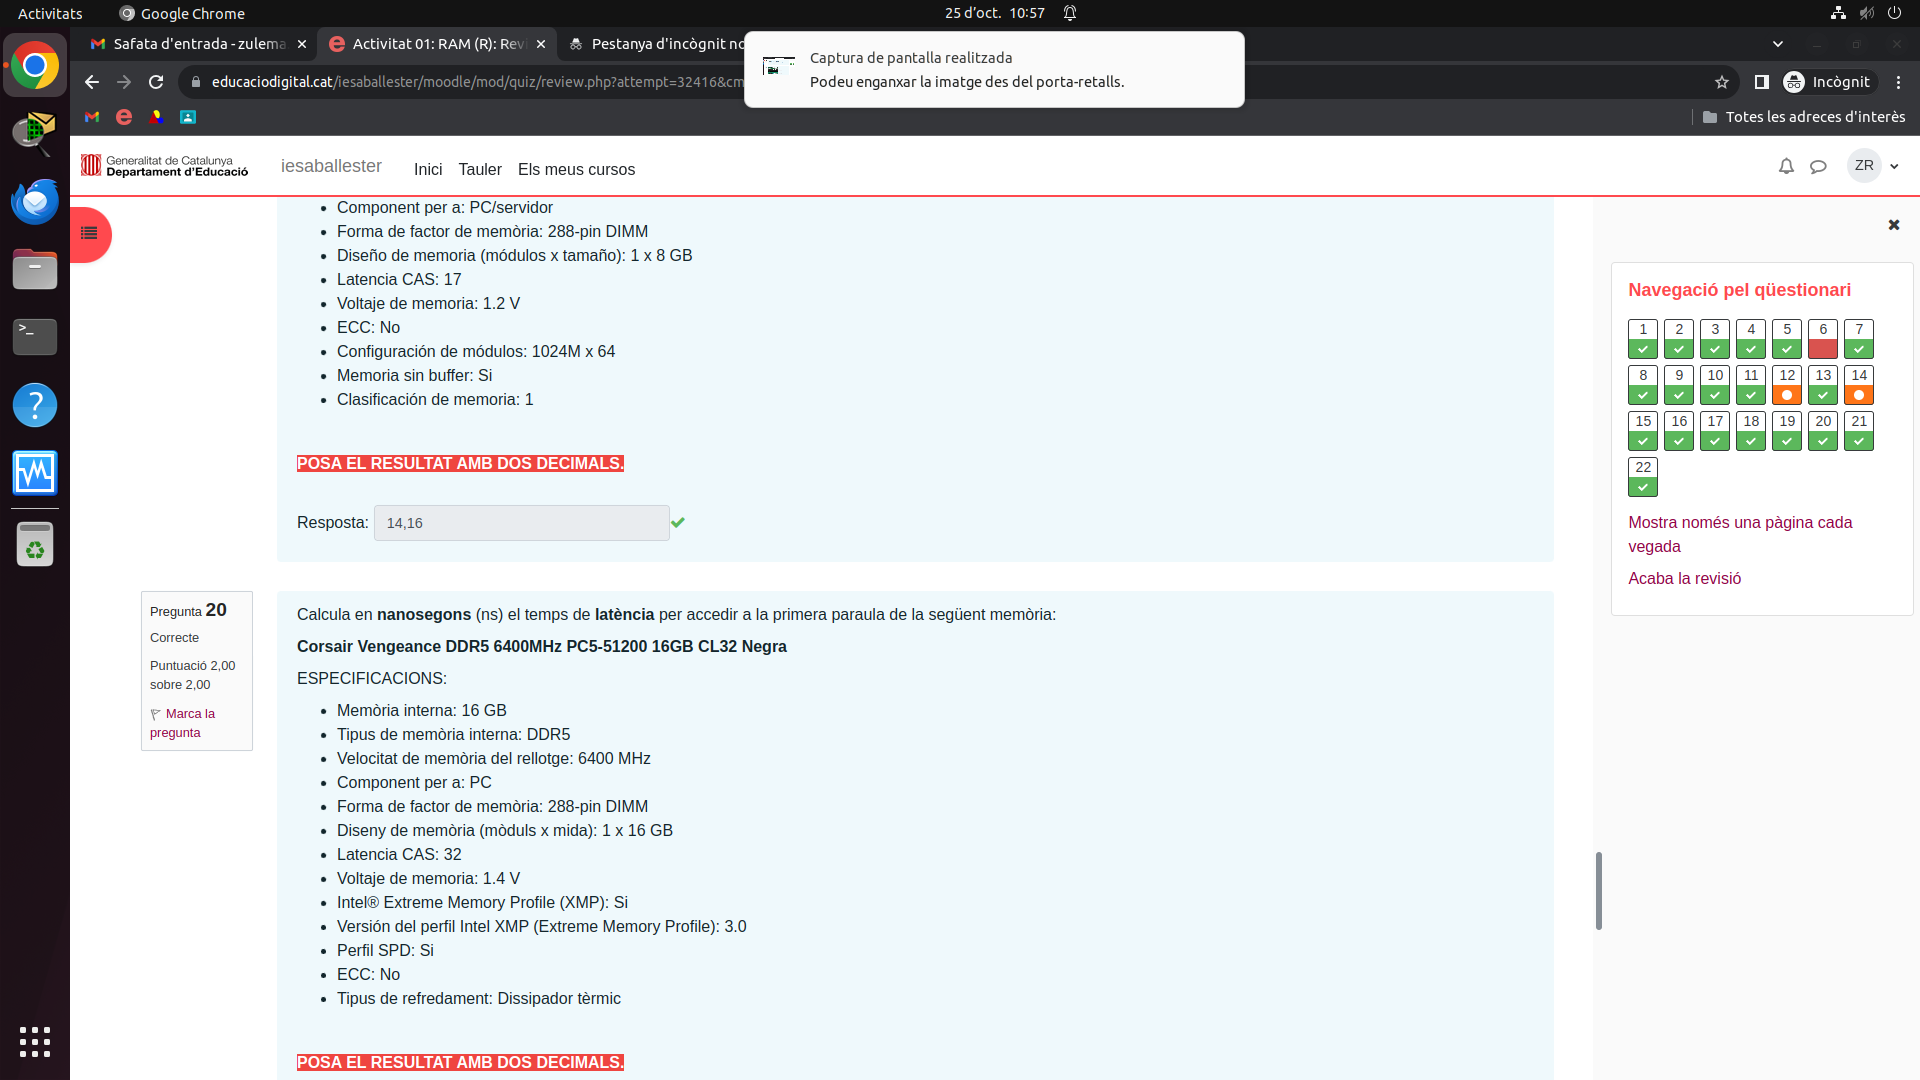 Activitats
Google Chrome
25 d'oct. 10:57
Safata d'entrada - zulema
Activitat 01: RAM (R): Rev
Pestanya d'incògnit no
Captura de pantalla realitzada
Podeu enganxar la imatge des del porta-retalls.
educaciodigital.cat/iesaballester/moodle/mod/quiz/review.php?attempt=32416&cm
Incògnit
Totes les adreces d'interès
Generalitat de Catalunya
Departament d'Educació
iesaballester
Inici
Tauler
Els meus cursos
ZR
Component per a: PC/servidor
Forma de factor de memòria: 288-pin DIMM
Diseño de memoria (módulos x tamaño): 1 x 8 GB
Latencia CAS: 17
Voltaje de memoria: 1.2 V
ECC: No
Configuración de módulos: 1024M x 64
Memoria sin buffer: Si
Clasificación de memoria: 1
POSA EL RESULTAT AMB DOS DECIMALS.
Resposta: 14,16
Pregunta 20
Correcte
Puntuació 2,00
sobre 2,00
Marca la
pregunta
Calcula en nanosegons (ns) el temps de latència per accedir a la primera paraula de la següent memòria:
Corsair Vengeance DDR5 6400MHz PC5-51200 16GB CL32 Negra
ESPECIFICACIONS:
Memòria interna: 16 GB
Tipus de memòria interna: DDR5
Velocitat de memòria del rellotge: 6400 MHz
Component per a: PC
Forma de factor de memòria: 288-pin DIMM
Diseny de memòria (mòduls x mida): 1 x 16 GB
Latencia CAS: 32
Voltaje de memoria: 1.4 V
Intel® Extreme Memory Profile (XMP): Si
Versión del perfil Intel XMP (Extreme Memory Profile): 3.0
Perfil SPD: Si
ECC: No
Tipus de refredament: Dissipador tèrmic
POSA EL RESULTAT AMB DOS DECIMALS.
Navegació pel qüestionari
1 2 3 4 5 6 7
8 9 10 11 12 13 14
15 16 17 18 19 20 21
22
Mostra només una pàgina cada
vegada
Acaba la revisió